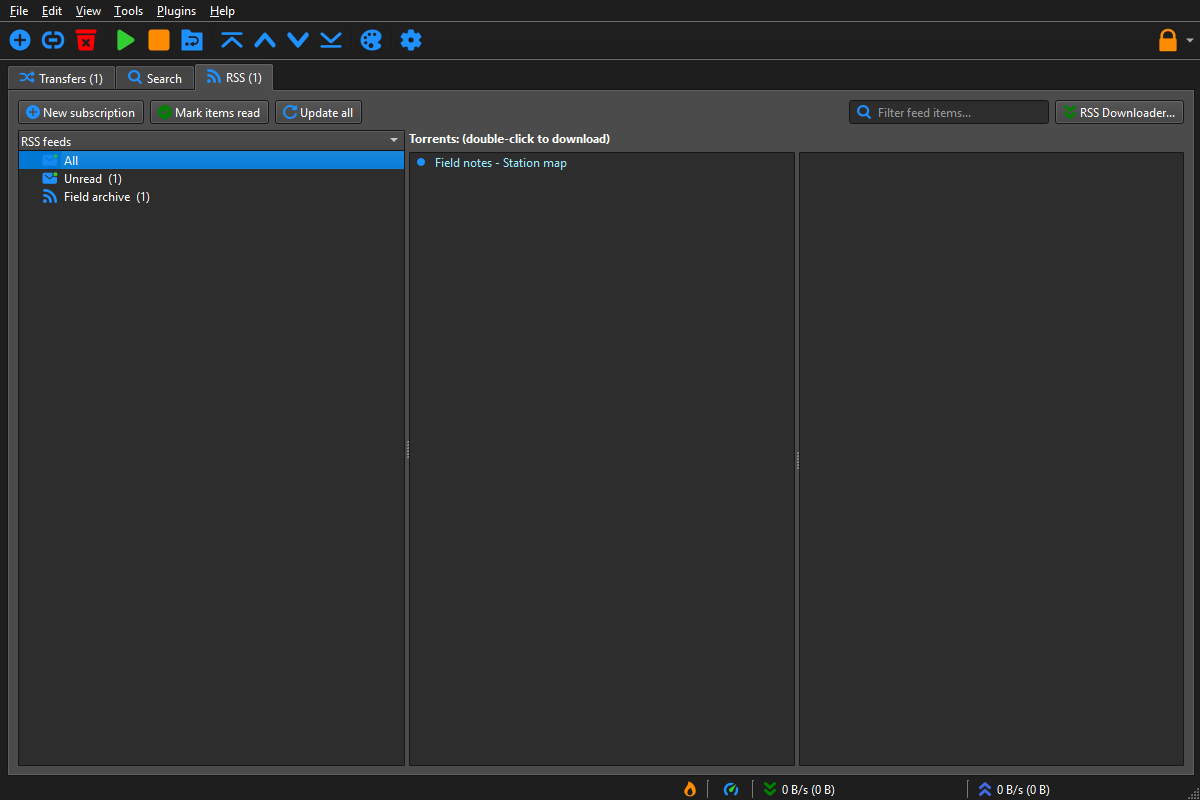 File Edit View Tools Plugins Help
Transfers (1) Search RSS (1)
New subscription Mark items read Update all Filter feed items... RSS Downloader...
RSS feeds
Torrents: (double-click to download)
All
Field notes - Station map
Unread (1)
Field archive (1)
0 B/s (0 B) 0 B/s (0 B)